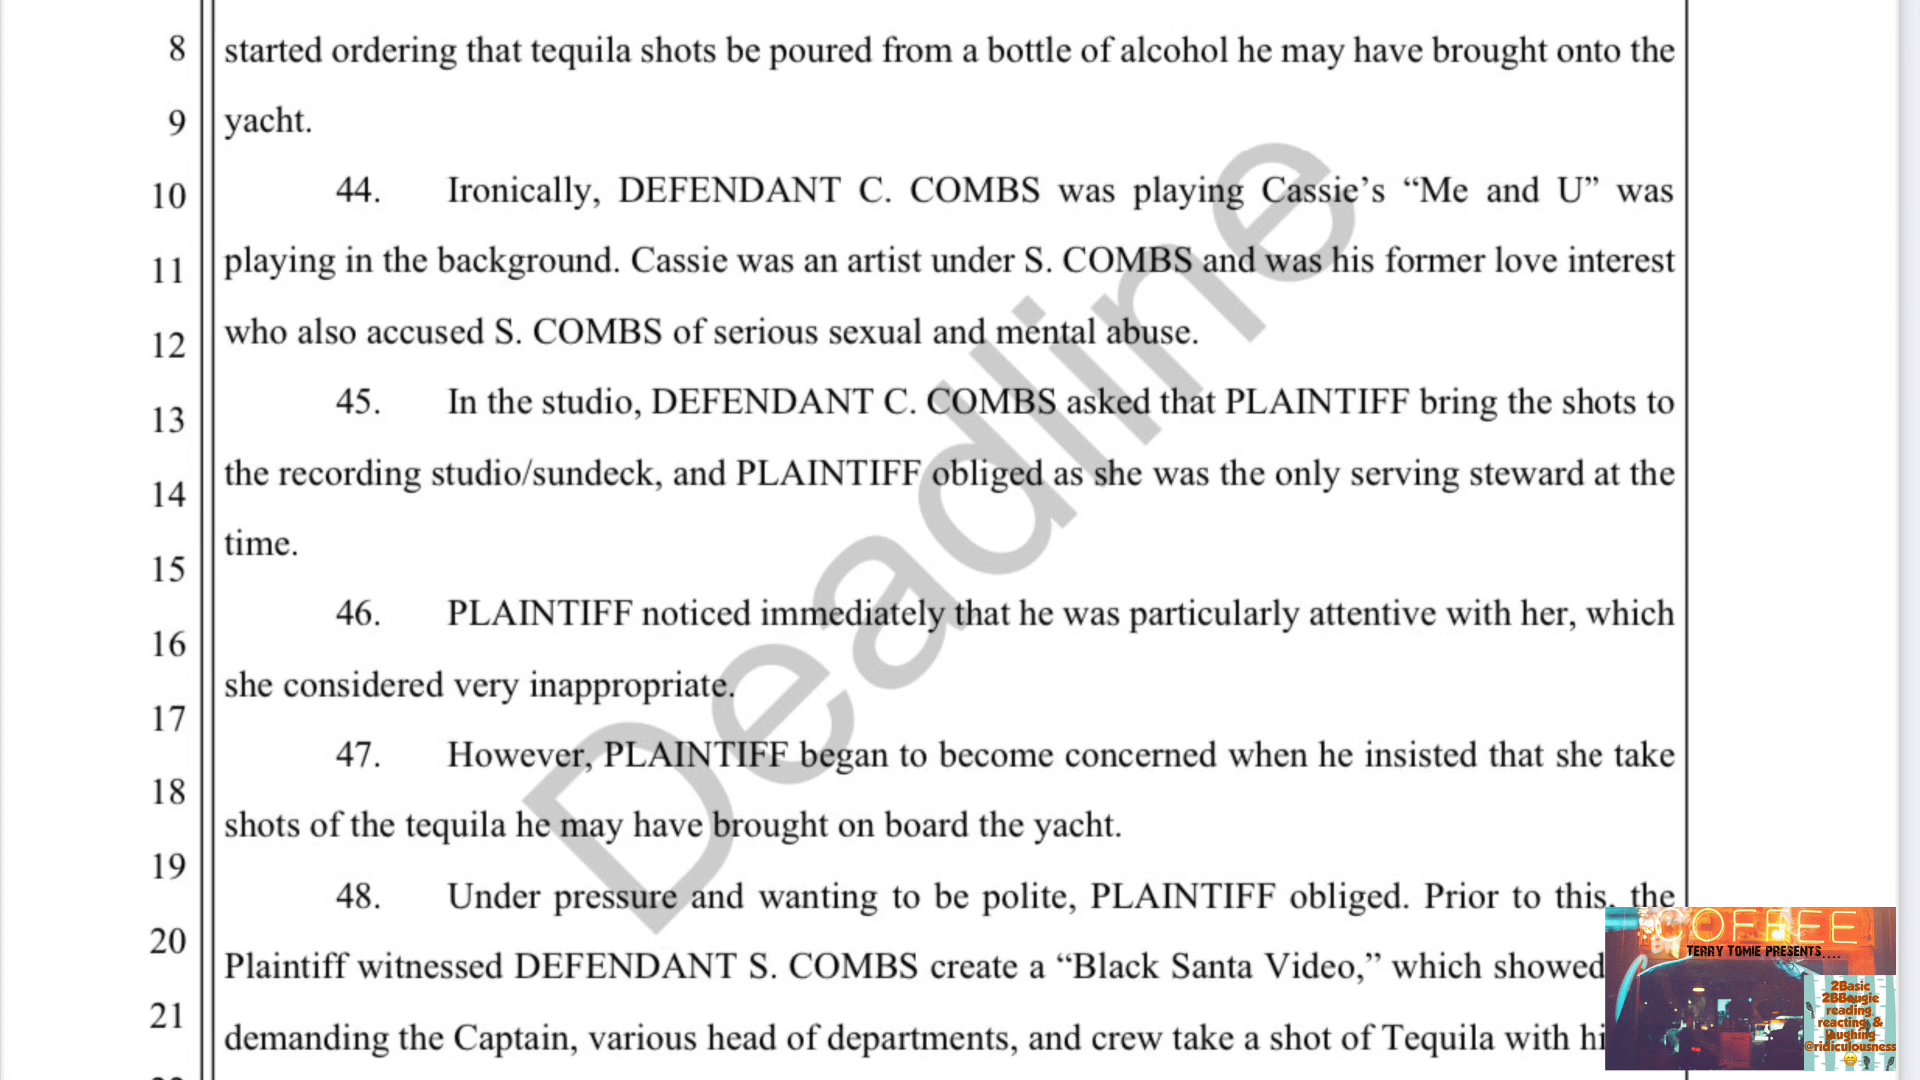 8 started ordering that tequila shots be poured from a bottle of alcohol he may have brought onto the
9 yacht.
10 44. Ironically, DEFENDANT C. COMBS was playing Cassie’s “Me and U” was
11 playing in the background. Cassie was an artist under S. COMBS and was his former love interest
12 who also accused S. COMBS of serious sexual and mental abuse.
13 45. In the studio, DEFENDANT C. COMBS asked that PLAINTIFF bring the shots to
14 the recording studio/sundeck, and PLAINTIFF obliged as she was the only serving steward at the
15 time.
16 46. PLAINTIFF noticed immediately that he was particularly attentive with her, which
17 she considered very inappropriate.
18 47. However, PLAINTIFF began to become concerned when he insisted that she take
19 shots of the tequila he may have brought on board the yacht.
20 48. Under pressure and wanting to be polite, PLAINTIFF obliged. Prior to this, the
21 Plaintiff witnessed DEFENDANT S. COMBS create a “Black Santa Video,” which showed
demanding the Captain, various head of departments, and crew take a shot of Tequila with hi
Deadline
COFFEE
TERRY TOMIE PRESENTS....
2Basic
2BBougie
reading
reacting &
laughing
@ridiculousness